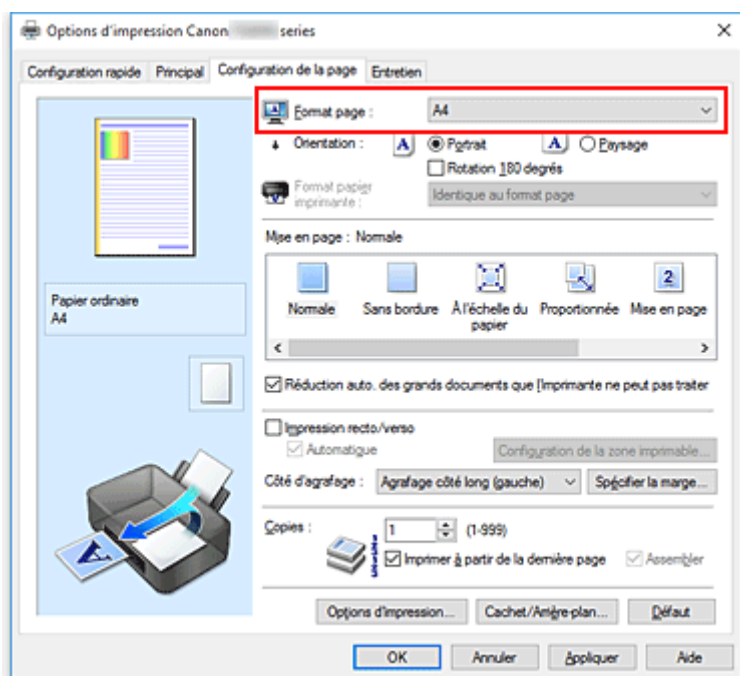 Options d'impression Canon series
Configuration rapide Principal Configuration de la page Entretien
Format page : A4
Orientation : A Portrait A Paysage
Rotation 180 degrés
Format papier imprimante : Identique au format page
Mise en page : Normale
Normale Sans bordure À l'échelle du papier Proportionnée 2 Mise en page
Papier ordinaire
A4
Réduction auto. des grands documents que l'imprimante ne peut pas traiter
Impression recto/verso
Automatique Configuration de la zone imprimable...
Côté d'agrafage : Agrafage côté long (gauche) Spécifier la marge...
Copies : 1 (1-999)
Imprimer à partir de la dernière page Assembler
A
Options d'impression... Cachet/Arrière-plan... Défaut
OK Annuler Appliquer Aide